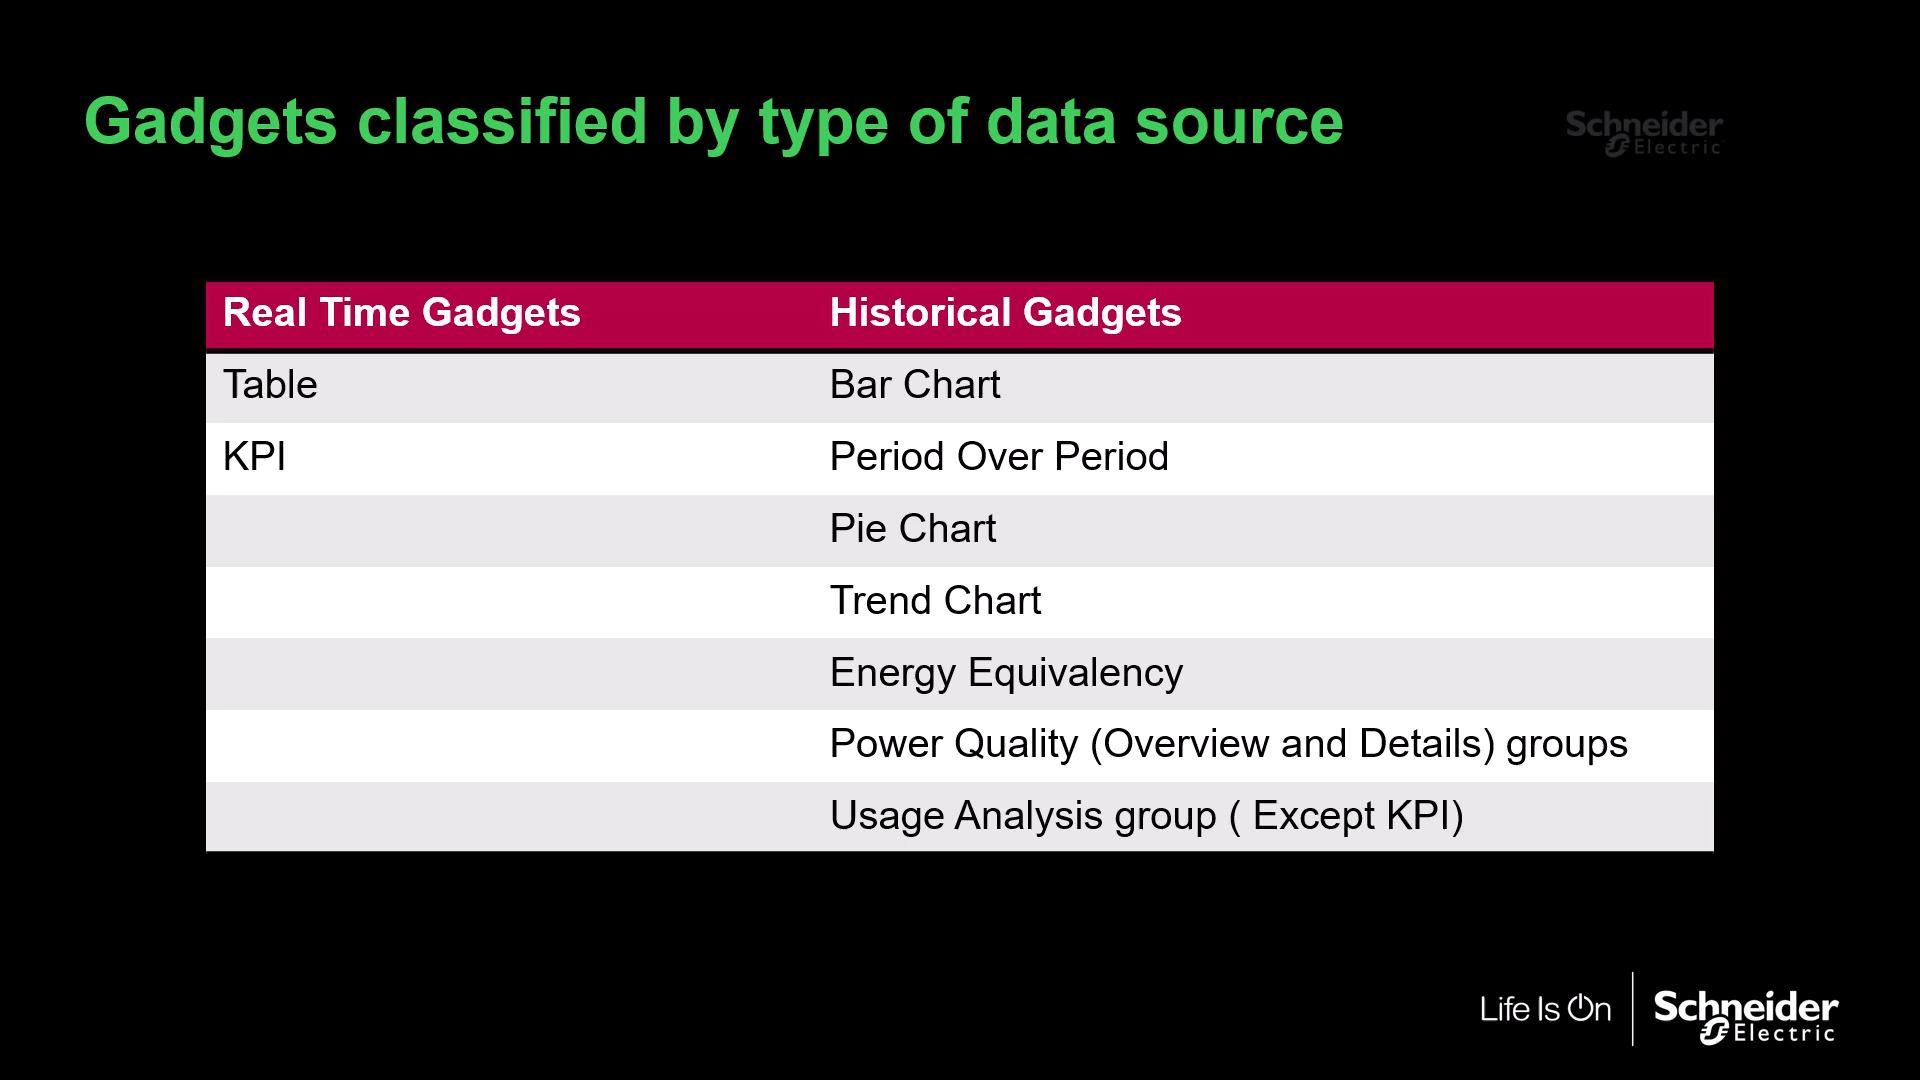 Gadgets classified by type of data source
Schneider
Electric
Real Time Gadgets Historical Gadgets
Table Bar Chart
KPI Period Over Period
Pie Chart
Trend Chart
Energy Equivalency
Power Quality (Overview and Details) groups
Usage Analysis group ( Except KPI)
Life Is On
Schneider
Electric